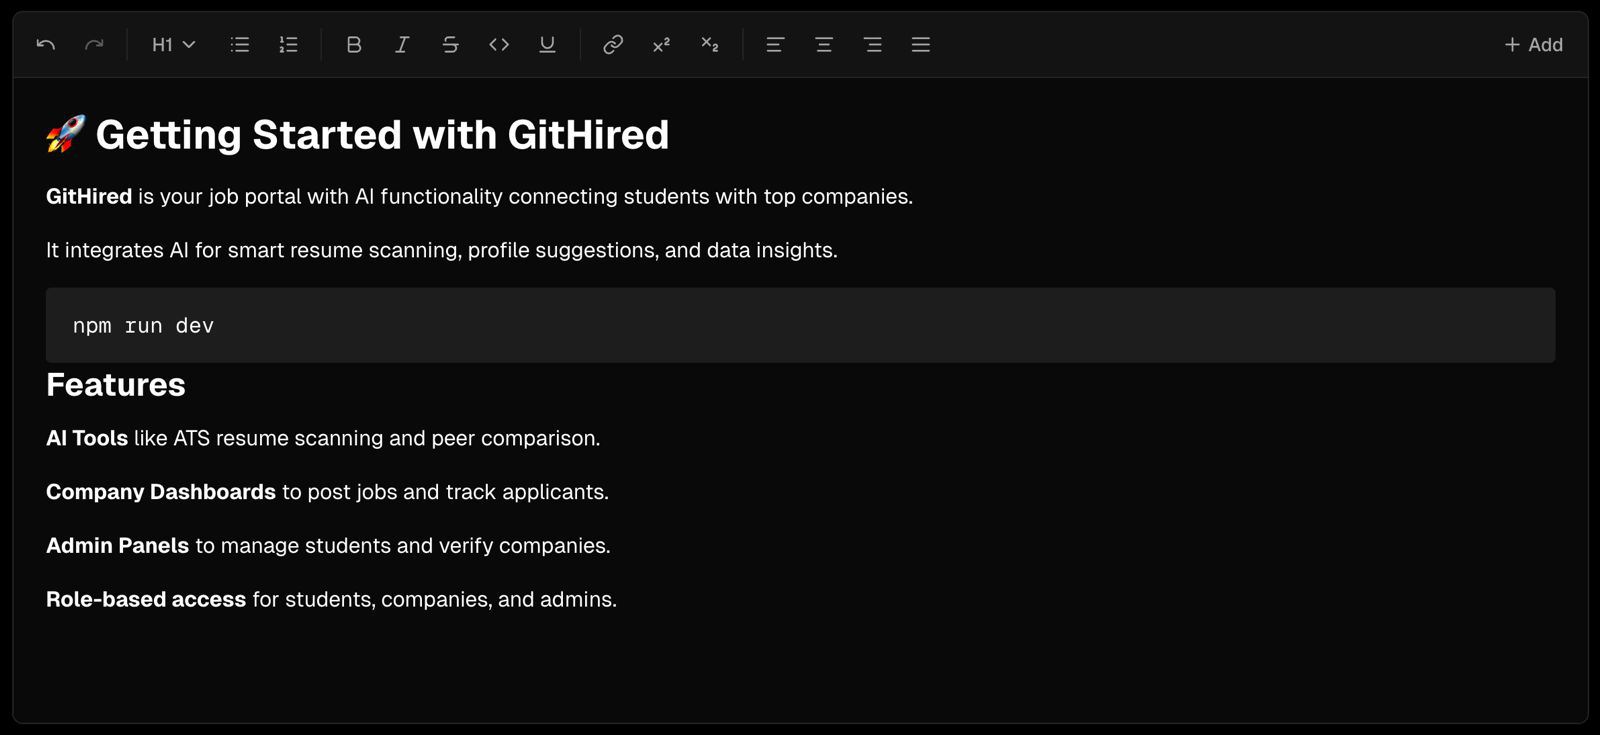 H1
+ Add
🚀 Getting Started with GitHired
GitHired is your job portal with AI functionality connecting students with top companies.
It integrates AI for smart resume scanning, profile suggestions, and data insights.
npm run dev
Features
AI Tools like ATS resume scanning and peer comparison.
Company Dashboards to post jobs and track applicants.
Admin Panels to manage students and verify companies.
Role-based access for students, companies, and admins.